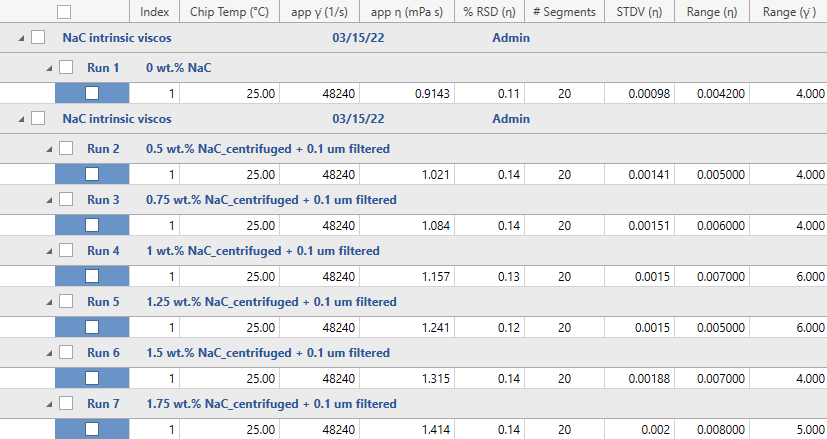 Index Chip Temp (°C) app γ̇ (1/s) app η (mPa s) % RSD (η) # Segments STDV (η) Range (η) Range (γ̇)
NaC intrinsic viscos 03/15/22 Admin
Run 1 0 wt.% NaC
1 25.00 48240 0.9143 0.11 20 0.00098 0.004200 4.000
NaC intrinsic viscos 03/15/22 Admin
Run 2 0.5 wt.% NaC_centrifuged + 0.1 um filtered
1 25.00 48240 1.021 0.14 20 0.00141 0.005000 4.000
Run 3 0.75 wt.% NaC_centrifuged + 0.1 um filtered
1 25.00 48240 1.084 0.14 20 0.00151 0.006000 4.000
Run 4 1 wt.% NaC_centrifuged + 0.1 um filtered
1 25.00 48240 1.157 0.13 20 0.0015 0.007000 6.000
Run 5 1.25 wt.% NaC_centrifuged + 0.1 um filtered
1 25.00 48240 1.241 0.12 20 0.0015 0.005000 6.000
Run 6 1.5 wt.% NaC_centrifuged + 0.1 um filtered
1 25.00 48240 1.315 0.14 20 0.00188 0.007000 4.000
Run 7 1.75 wt.% NaC_centrifuged + 0.1 um filtered
1 25.00 48240 1.414 0.14 20 0.002 0.008000 5.000